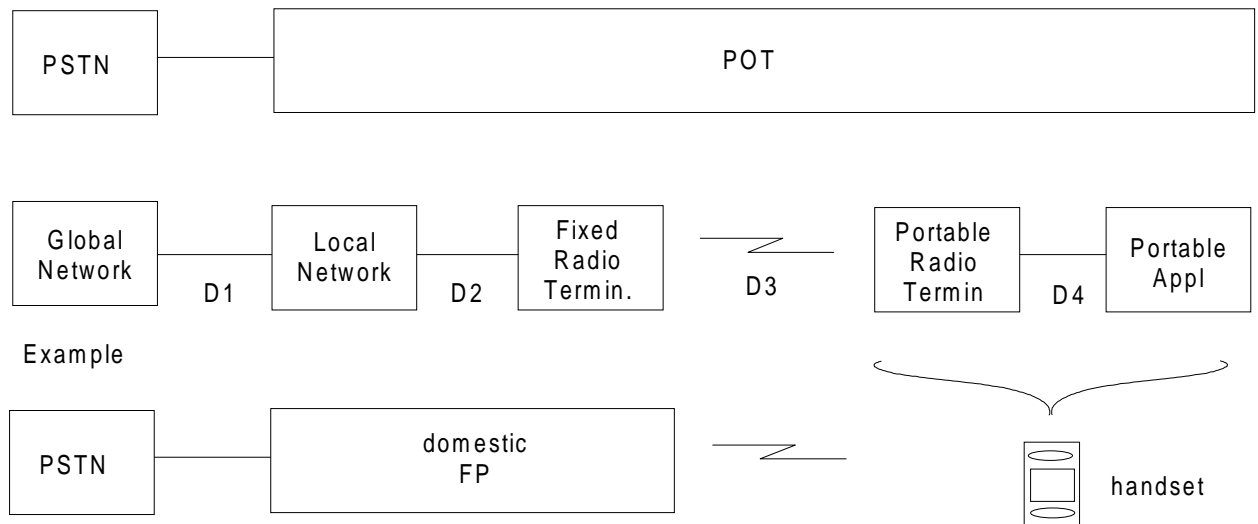 PSTN
POT
Global
Network
D1
Local
Network
D2
Fixed
Radio
Termin.
D3
Portable
Radio
Termin
D4
Portable
Appl
Example
PSTN
domestic
FP
handset